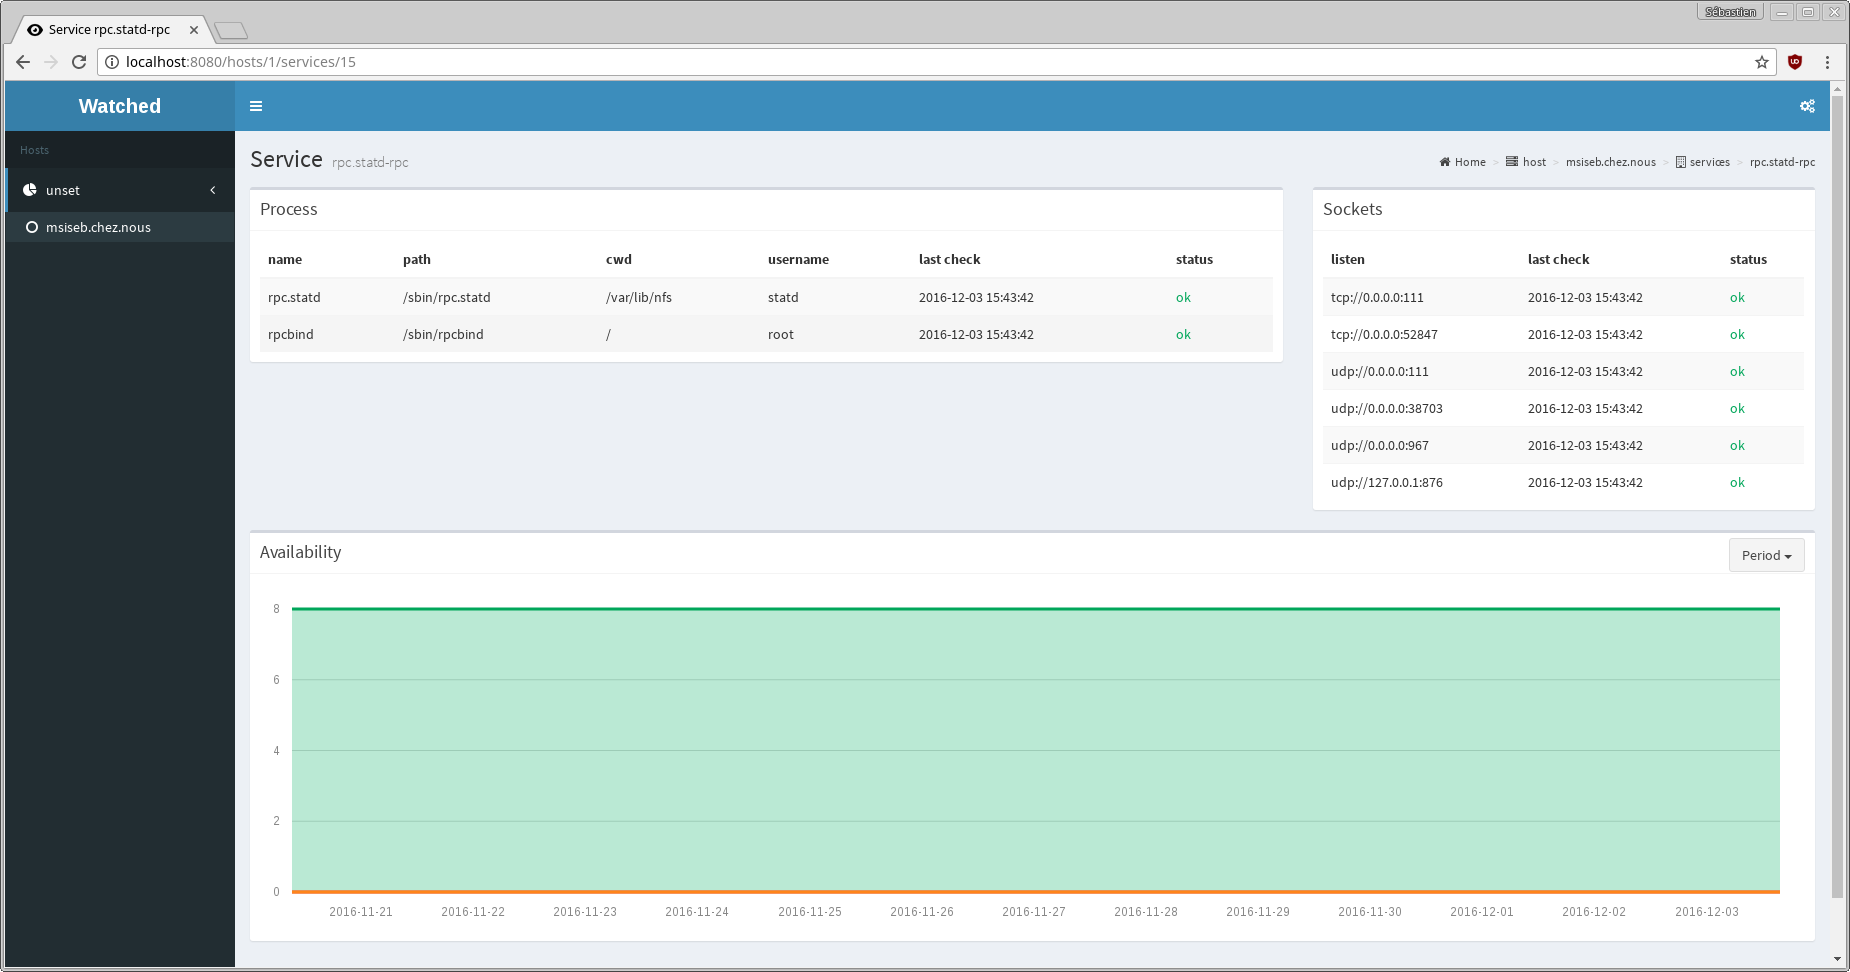 Sébastien
Service rpc.statd-rpc
localhost:8080/hosts/1/services/15
Watched
Hosts
unset
msiseb.chez.nous
Service rpc.statd-rpc
Home > host > msiseb.chez.nous > services > rpc.statd-rpc
Process
name path cwd username last check status
rpc.statd /sbin/rpc.statd /var/lib/nfs statd 2016-12-03 15:43:42 ok
rpcbind /sbin/rpcbind / root 2016-12-03 15:43:42 ok
Sockets
listen last check status
tcp://0.0.0.0:111 2016-12-03 15:43:42 ok
tcp://0.0.0.0:52847 2016-12-03 15:43:42 ok
udp://0.0.0.0:111 2016-12-03 15:43:42 ok
udp://0.0.0.0:38703 2016-12-03 15:43:42 ok
udp://0.0.0.0:967 2016-12-03 15:43:42 ok
udp://127.0.0.1:876 2016-12-03 15:43:42 ok
Availability
Period
8
6
4
2
0
2016-11-21 2016-11-22 2016-11-23 2016-11-24 2016-11-25 2016-11-26 2016-11-27 2016-11-28 2016-11-29 2016-11-30 2016-12-01 2016-12-02 2016-12-03